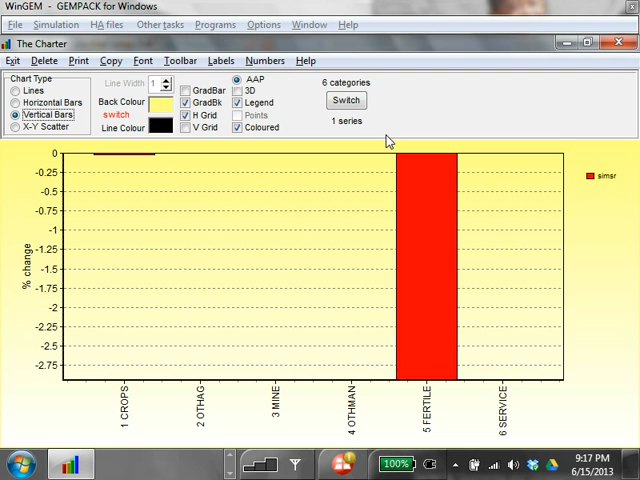 WinGEM - GEMPACK for Windows
File Simulation HA files Other tasks Programs Options Window Help
The Charter
Exit Delete Print Copy Font Toolbar Labels Numbers Help
Chart Type
Lines
Horizontal Bars
Vertical Bars
X-Y Scatter
Line Width 1
Back Colour
switch
Line Colour
GradBar
GradBk
H Grid
V Grid
AAP
3D
Legend
Points
Coloured
6 categories
Switch
1 series
0
-0.25
-0.5
-0.75
-1
-1.25
-1.5
-1.75
-2
-2.25
-2.5
-2.75
% change
simsr
1 CROPS
2 OTHAG
3 MINE
4 OTHMAN
5 FERTILE
6 SERVICE
100%
9:17 PM
6/15/2013